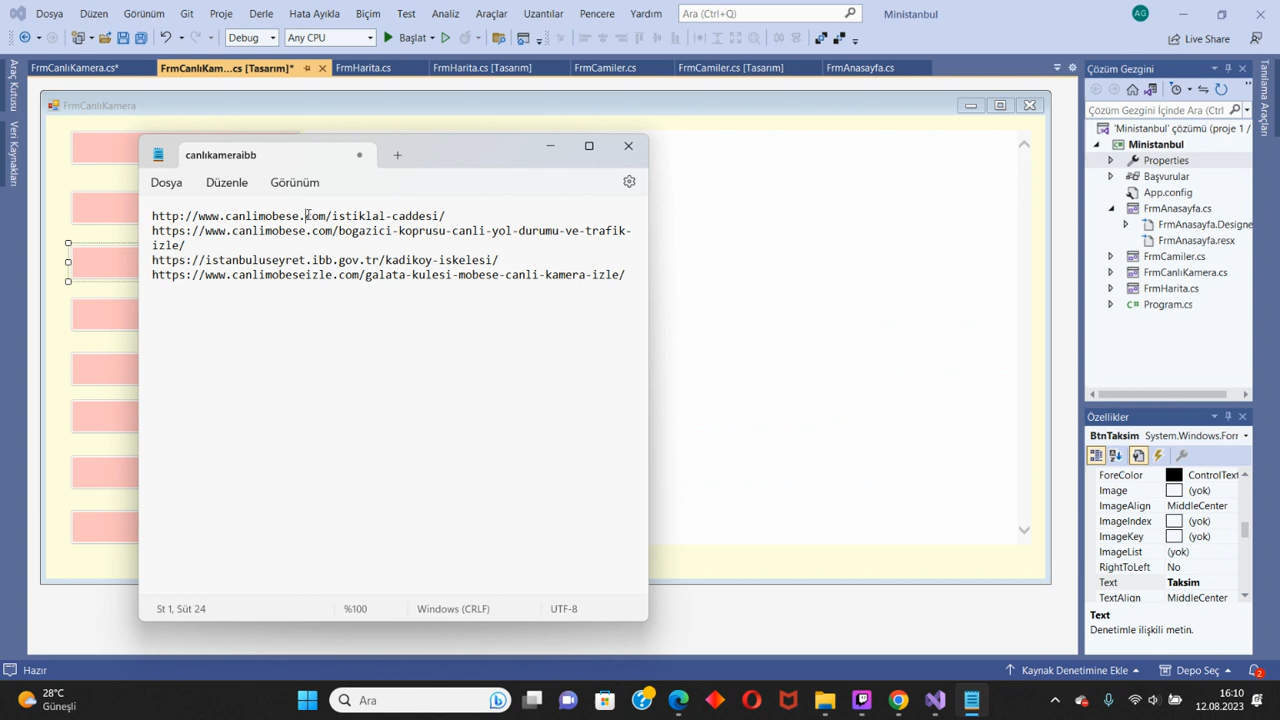 Dosya Düzen Görünüm Git Proje Derle Hata Ayıkla Biçim Test Analiz Araçlar Uzantılar Pencere Yardım Ara (Ctrl+Q) Ministanbul AG
Debug Any CPU Başlat Live Share
FrmCanlıKamera.cs* FrmCanlıKam...cs [Tasarım]* FrmHarita.cs FrmHarita.cs [Tasarım] FrmCamiler.cs FrmCamiler.cs [Tasarım] FrmAnasayfa.cs
Araç Kutusu
Veri Kaynakları
FrmCanlıKamera
canlıkameraibb
Dosya Düzenle Görünüm
http://www.canlimobese.com/istiklal-caddesi/
https://www.canlimobese.com/bogazici-koprusu-canli-yol-durumu-ve-trafik-
izle/
https://istanbuluseyret.ibb.gov.tr/kadikoy-iskelesi/
https://www.canlimobeseizle.com/galata-kulesi-mobese-canli-kamera-izle/
St 1, Süt 24 %100 Windows (CRLF) UTF-8
Çözüm Gezgini
Çözüm Gezgini İçinde Ara (Ctrl
'Ministanbul' çözümü (proje 1 /
Ministanbul
Properties
Başvurular
App.config
FrmAnasayfa.cs
FrmAnasayfa.Designe
FrmAnasayfa.resx
FrmCamiler.cs
FrmCanlıKamera.cs
FrmHarita.cs
Program.cs
Tanılama Araçları
Özellikler
BtnTaksim System.Windows.Forr
ForeColor ControlText
Image (yok)
ImageAlign MiddleCenter
ImageIndex (yok)
ImageKey (yok)
ImageList (yok)
RightToLeft No
Text Taksim
TextAlign MiddleCenter
Text
Denetimle ilişkili metin.
Hazır Kaynak Denetimine Ekle Depo Seç 2
28°C
Güneşli
Ara
16:10
12.08.2023